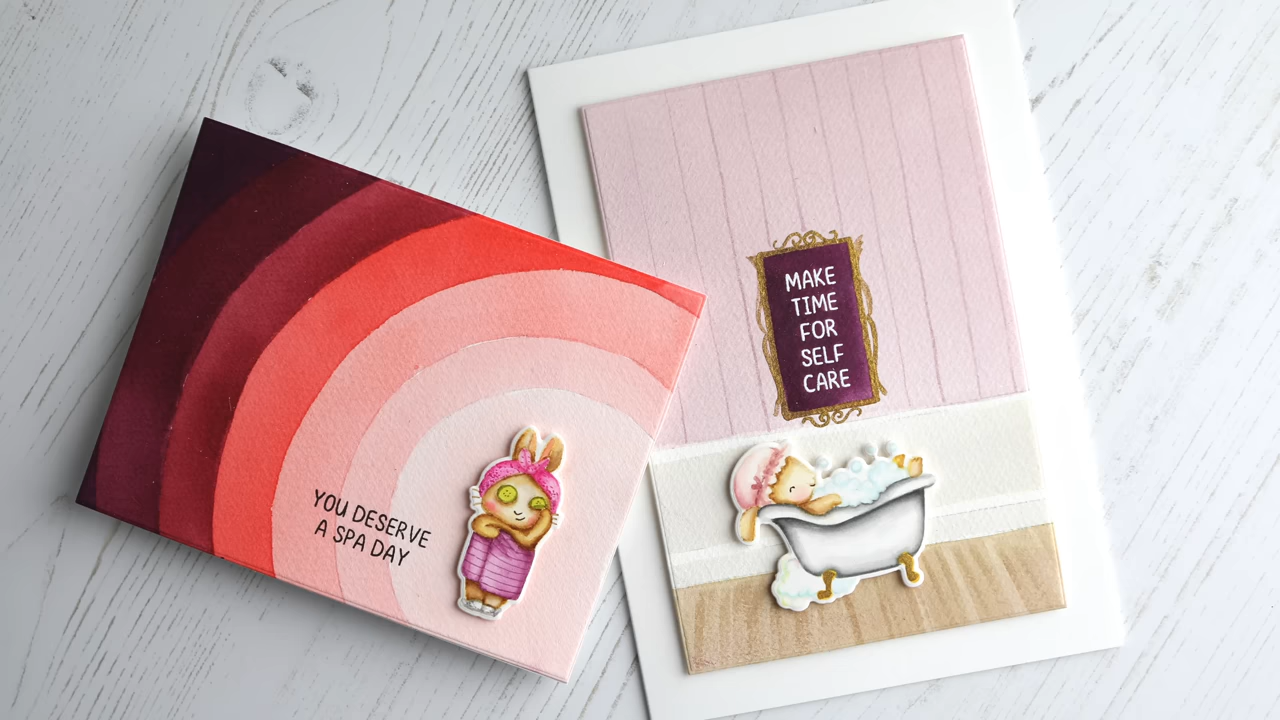 YOU DESERVE
A SPA DAY
MAKE
TIME
FOR
SELF
CARE